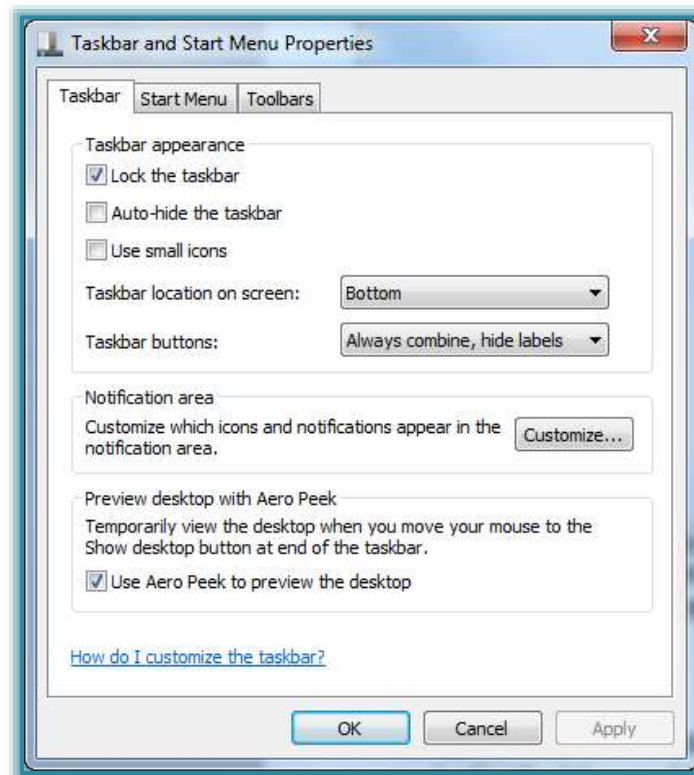 Taskbar and Start Menu Properties
Taskbar Start Menu Toolbars
Taskbar appearance
Lock the taskbar
Auto-hide the taskbar
Use small icons
Taskbar location on screen: Bottom
Taskbar buttons: Always combine, hide labels
Notification area
Customize which icons and notifications appear in the
notification area.
Customize...
Preview desktop with Aero Peek
Temporarily view the desktop when you move your mouse to the
Show desktop button at end of the taskbar.
Use Aero Peek to preview the desktop
How do I customize the taskbar?
OK Cancel Apply